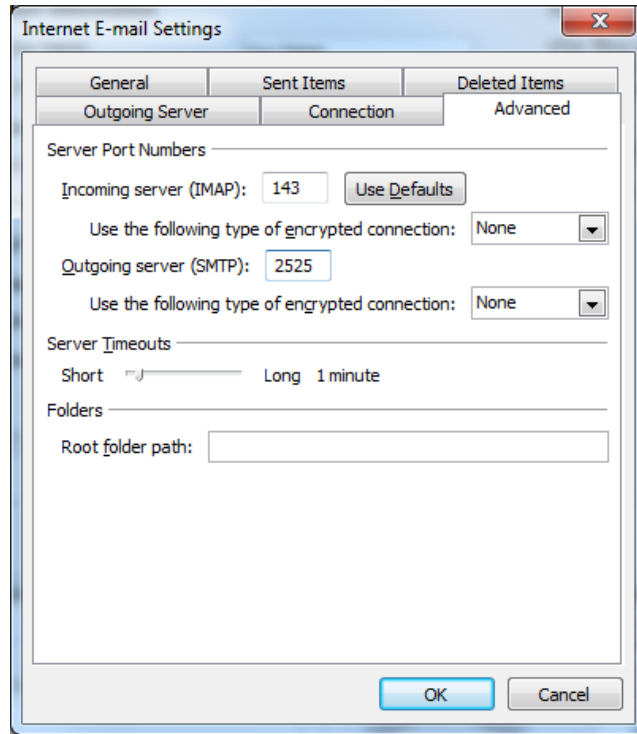 Internet E-mail Settings
General Sent Items Deleted Items
Outgoing Server Connection Advanced
Server Port Numbers
Incoming server (IMAP): 143 Use Defaults
Use the following type of encrypted connection: None
Outgoing server (SMTP): 2525
Use the following type of encrypted connection: None
Server Timeouts
Short Long 1 minute
Folders
Root folder path:
OK Cancel